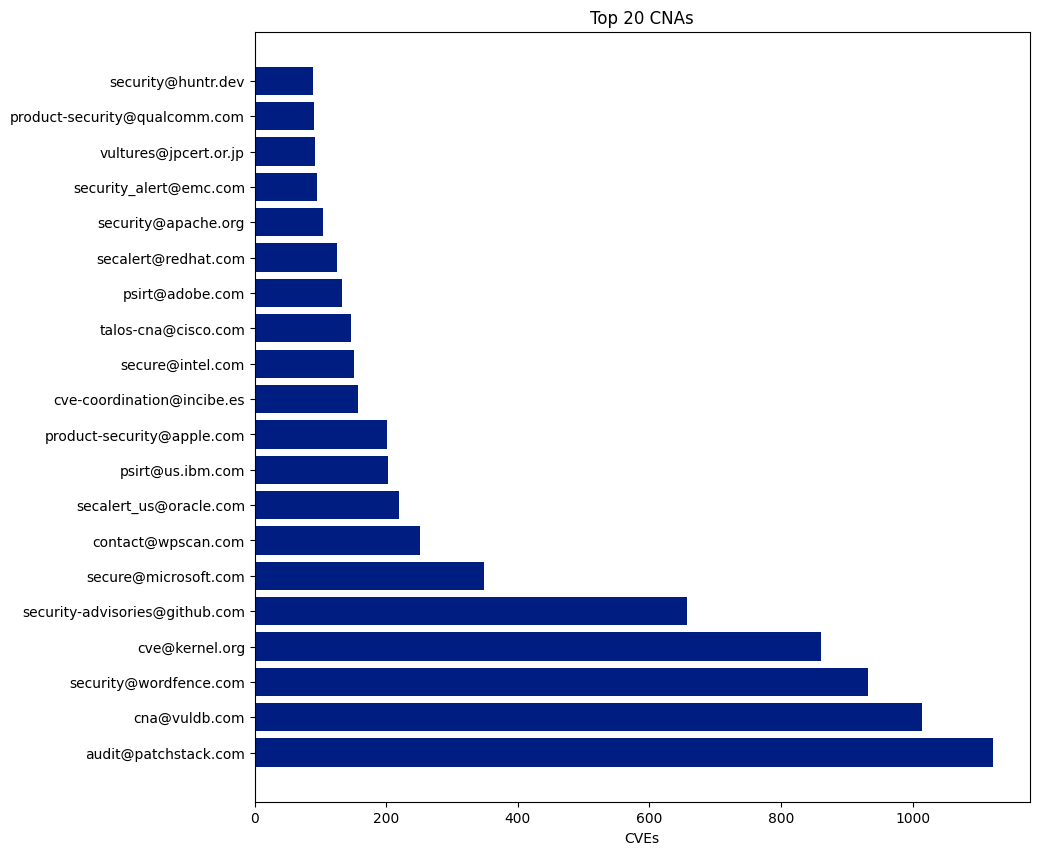 Top 20 CNAs
security@huntr.dev
product-security@qualcomm.com
vultures@jpcert.or.jp
security_alert@emc.com
security@apache.org
secalert@redhat.com
psirt@adobe.com
talos-cna@cisco.com
secure@intel.com
cve-coordination@incibe.es
product-security@apple.com
psirt@us.ibm.com
secalert_us@oracle.com
contact@wpscan.com
secure@microsoft.com
security-advisories@github.com
cve@kernel.org
security@wordfence.com
cna@vuldb.com
audit@patchstack.com
0 200 400 600 800 1000
CVEs